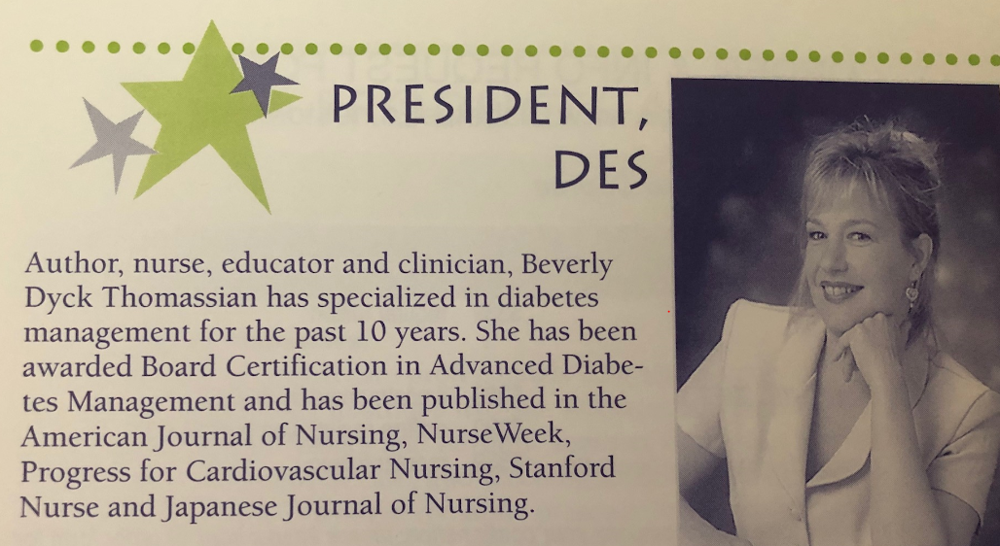 PRESIDENT,
DES
Author, nurse, educator and clinician, Beverly
Dyck Thomassian has specialized in diabetes
management for the past 10 years. She has been
awarded Board Certification in Advanced Diabe-
tes Management and has been published in the
American Journal of Nursing, NurseWeek,
Progress for Cardiovascular Nursing, Stanford
Nurse and Japanese Journal of Nursing.